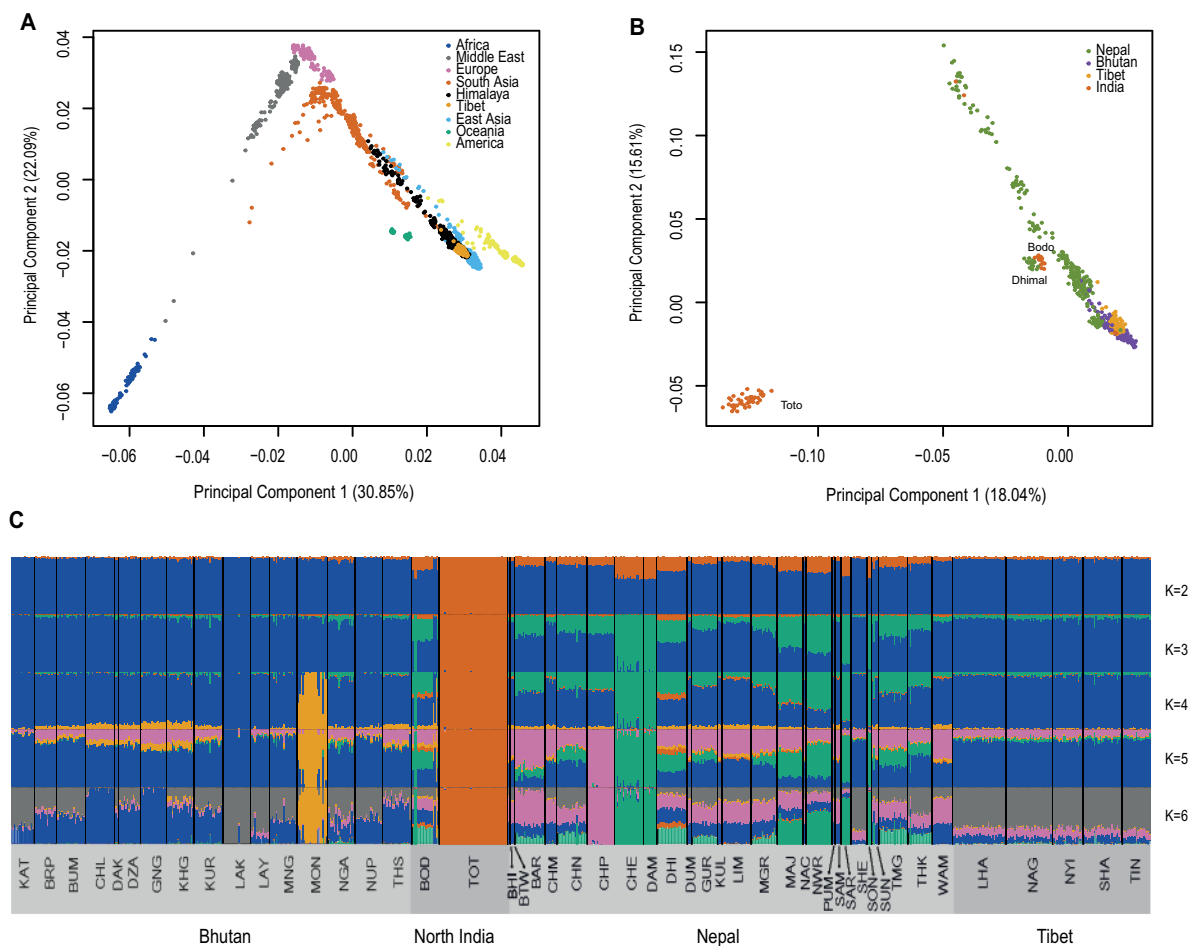 A
B
Principal Component 2 (22.09%)
0.04
0.02
0.00
−0.02
−0.04
−0.06
Africa
Middle East
Europe
South Asia
Himalaya
Tibet
East Asia
Oceania
America
−0.06
−0.04
−0.02
0.00
0.02
0.04
Principal Component 1 (30.85%)
Principal Component 2 (15.61%)
0.15
0.10
0.05
0.00
−0.05
Nepal
Bhutan
Tibet
India
Bodo
Dhimal
Toto
−0.10
−0.05
0.00
Principal Component 1 (18.04%)
C
K=2
K=3
K=4
K=5
K=6
KAT
BRP
BUM
CHL
DAK
DZA
GNG
KHG
KUR
LAK
LAY
MNG
MON
NGA
NUP
THS
BOD
TOT
BHI
BTW
BAR
CHM
CHN
CHP
CHE
DAM
DHI
DUM
GUR
KUL
LIM
MGR
MAJ
NAC
NWR
PUM
SAM
SAR
SHE
SON
SUN
TMG
THK
WAM
LHA
NAG
NYI
SHA
TIN
Bhutan
North India
Nepal
Tibet